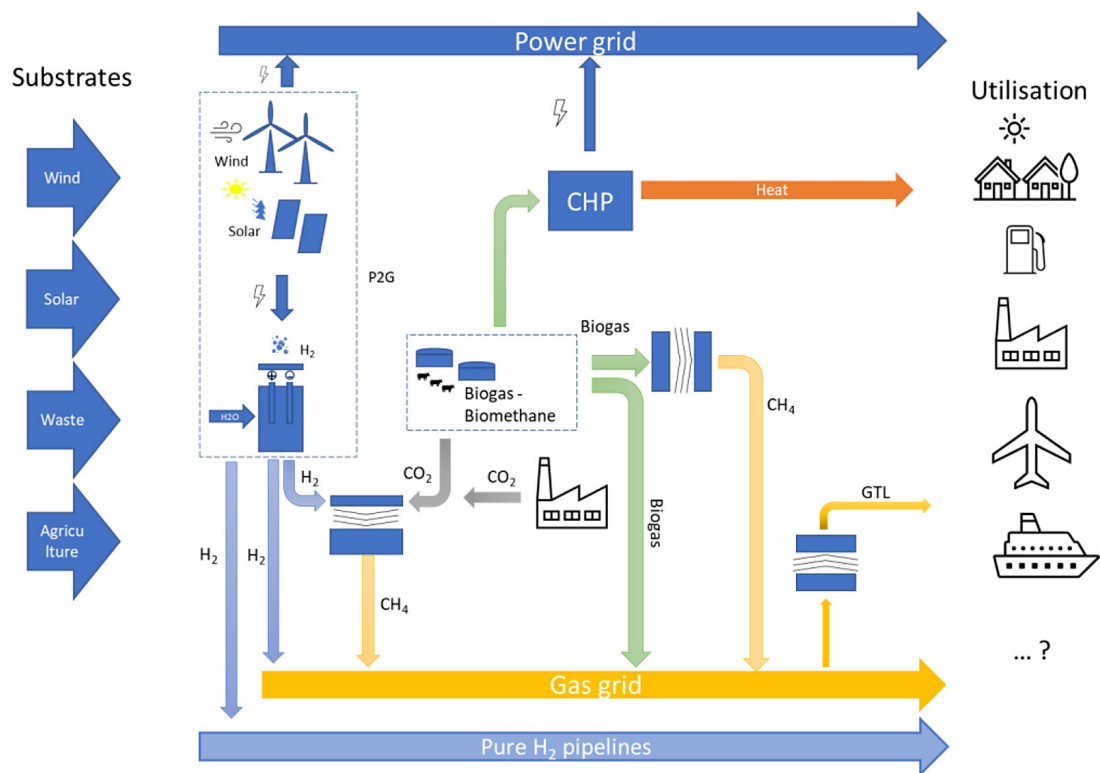 Power grid
Substrates
Utilisation
Wind
Wind
Solar
CHP
Heat
P2G
Solar
H₂
Biogas
Biogas -
Biomethane
CH₄
Waste
H2O
H₂
CO₂
CO₂
GTL
Biogas
Agricu
lture
H₂
H₂
CH₄
... ?
Gas grid
Pure H₂ pipelines